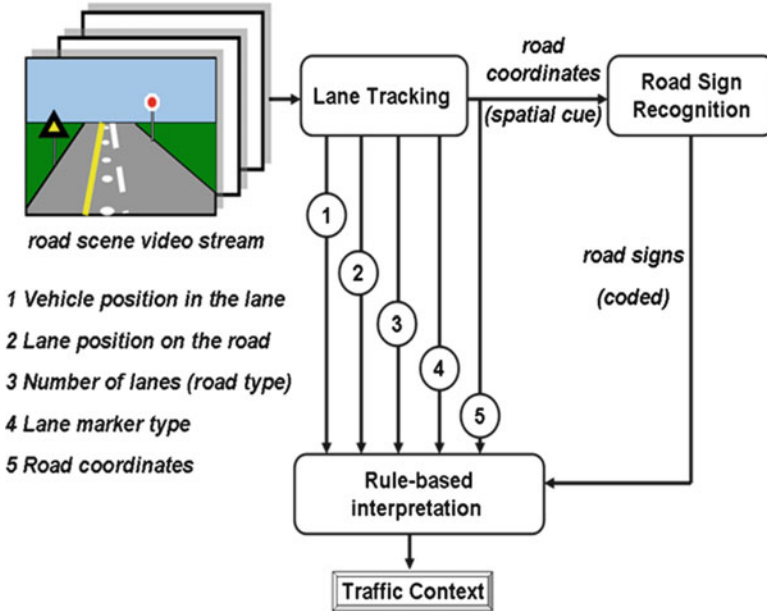 road
coordinates
(spatial cue)
Lane Tracking
Road Sign
Recognition
road scene video stream
1 Vehicle position in the lane
2 Lane position on the road
3 Number of lanes (road type)
4 Lane marker type
5 Road coordinates
1
2
3
4
5
road signs
(coded)
Rule-based
interpretation
Traffic Context